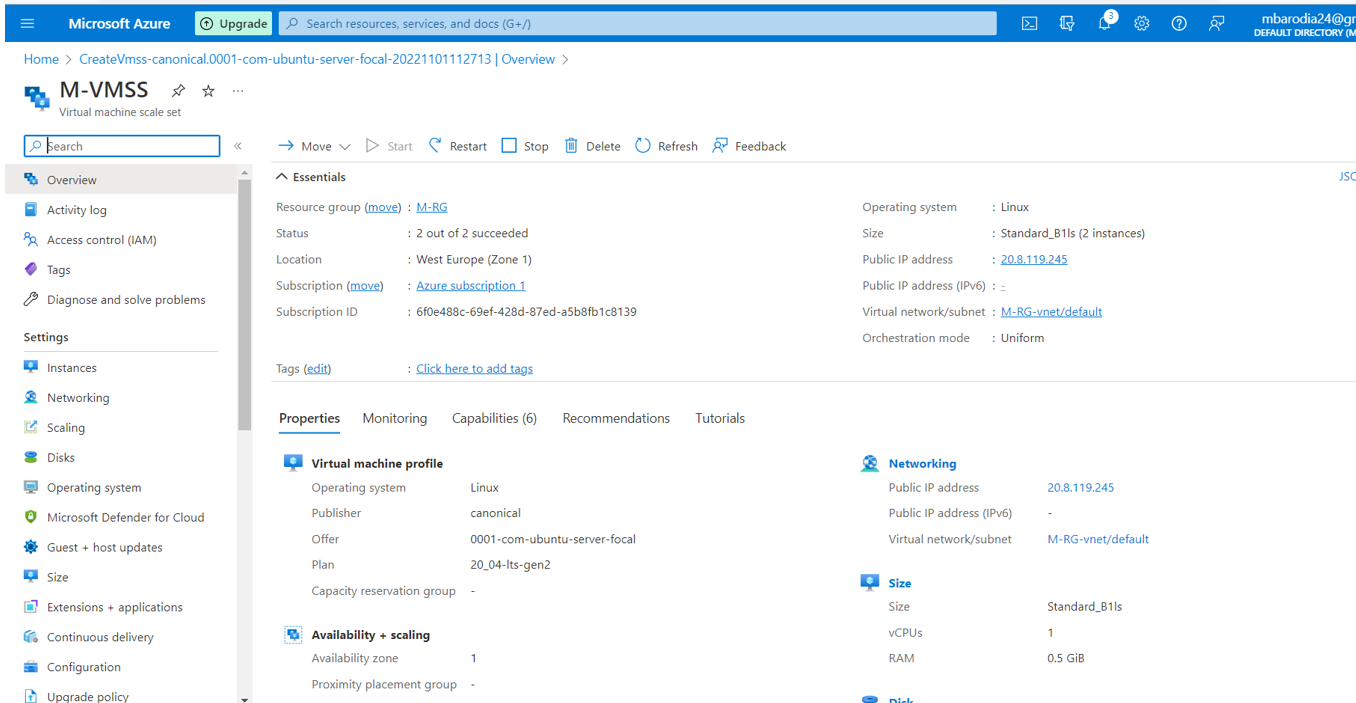 Microsoft Azure
Upgrade
Search resources, services, and docs (G+/)
3
mbarodia24@gr
DEFAULT DIRECTORY (M
Home > CreateVmss-canonical.0001-com-ubuntu-server-focal-20221101112713 | Overview >
M-VMSS
Virtual machine scale set
Search
«
Overview
Activity log
Access control (IAM)
Tags
Diagnose and solve problems
Settings
Instances
Networking
Scaling
Disks
Operating system
Microsoft Defender for Cloud
Guest + host updates
Size
Extensions + applications
Continuous delivery
Configuration
Upgrade policy
Move Start Restart Stop Delete Refresh Feedback
Essentials
JSO
Resource group (move) : M-RG
Status : 2 out of 2 succeeded
Location : West Europe (Zone 1)
Subscription (move) : Azure subscription 1
Subscription ID : 6f0e488c-69ef-428d-87ed-a5b8fb1c8139
Tags (edit) : Click here to add tags
Operating system : Linux
Size : Standard_B1ls (2 instances)
Public IP address : 20.8.119.245
Public IP address (IPv6) : -
Virtual network/subnet : M-RG-vnet/default
Orchestration mode : Uniform
Properties Monitoring Capabilities (6) Recommendations Tutorials
Virtual machine profile
Operating system Linux
Publisher canonical
Offer 0001-com-ubuntu-server-focal
Plan 20_04-lts-gen2
Capacity reservation group -
Availability + scaling
Availability zone 1
Proximity placement group -
Networking
Public IP address 20.8.119.245
Public IP address (IPv6) -
Virtual network/subnet M-RG-vnet/default
Size
Size Standard_B1ls
vCPUs 1
RAM 0.5 GiB
Disk